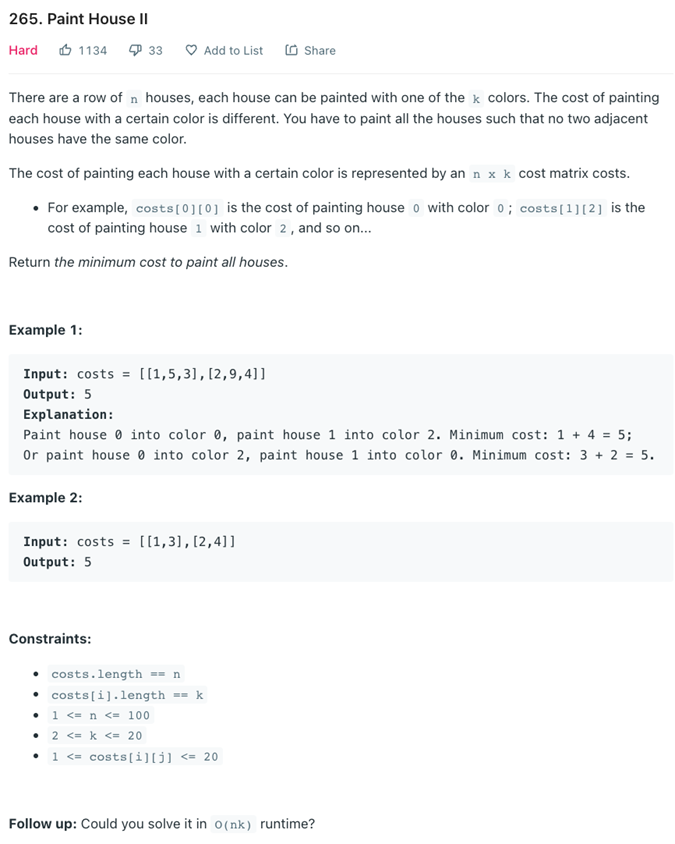 265. Paint House II
Hard 1134 33 Add to List Share
There are a row of n houses, each house can be painted with one of the k colors. The cost of painting
each house with a certain color is different. You have to paint all the houses such that no two adjacent
houses have the same color.
The cost of painting each house with a certain color is represented by an n x k cost matrix costs.
• For example, costs[0][0] is the cost of painting house 0 with color 0; costs[1][2] is the
cost of painting house 1 with color 2, and so on...
Return the minimum cost to paint all houses.
Example 1:
Input: costs = [[1,5,3],[2,9,4]]
Output: 5
Explanation:
Paint house 0 into color 0, paint house 1 into color 2. Minimum cost: 1 + 4 = 5;
Or paint house 0 into color 2, paint house 1 into color 0. Minimum cost: 3 + 2 = 5.
Example 2:
Input: costs = [[1,3],[2,4]]
Output: 5
Constraints:
• costs.length == n
• costs[i].length == k
• 1 <= n <= 100
• 2 <= k <= 20
• 1 <= costs[i][j] <= 20
Follow up: Could you solve it in O(nk) runtime?